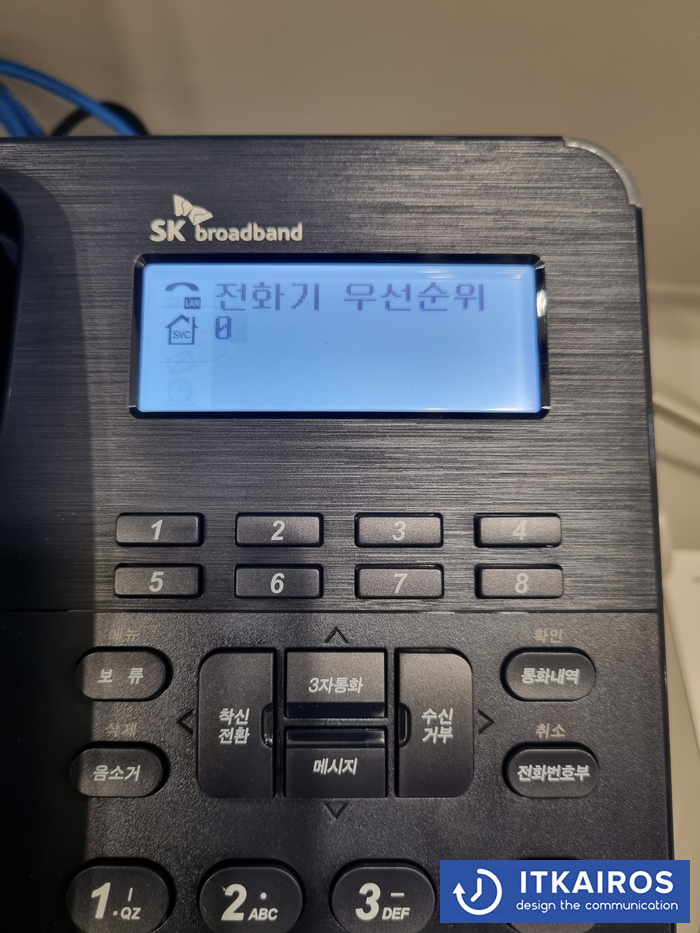 SK broadband
LAN 전화기 우선순위
SVC 0
1 2 3 4
5 6 7 8
메뉴
보 류
삭제
음소거
착신
전환
3자통화
메시지
수신
거부
확인
통화내역
취소
전화번호부
1 .QZ
2 ABC
3 DEF
ITKAIROS
design the communication